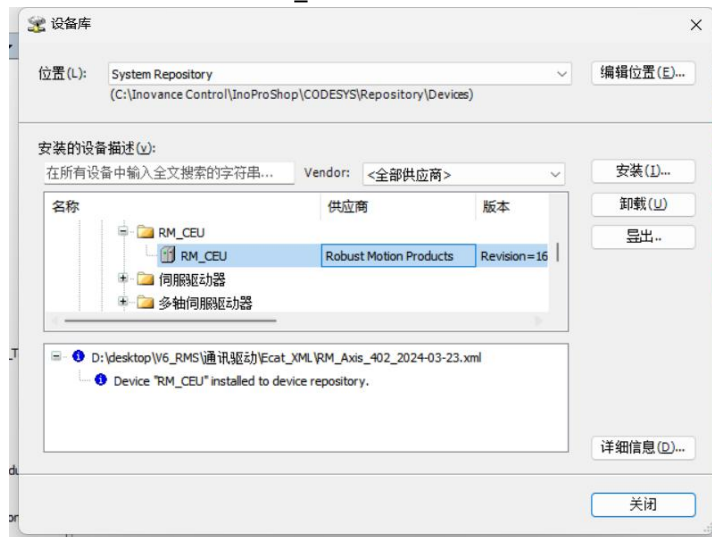 设备库
位置(L): System Repository 编辑位置(E)...
(C:\Inovance Control\InoProShop\CODESYS\Repository\Devices)
安装的设备描述(v):
在所有设备中输入全文搜索的字符串... Vendor: <全部供应商> 安装(I)...
名称 供应商 版本 卸载(U)
RM_CEU 导出..
RM_CEU Robust Motion Products Revision=16
伺服驱动器
多轴伺服驱动器
D:\desktop\V6_RMS\通讯驱动\Ecat_XML\RM_Axis_402_2024-03-23.xml
Device "RM_CEU" installed to device repository.
详细信息(D)...
关闭